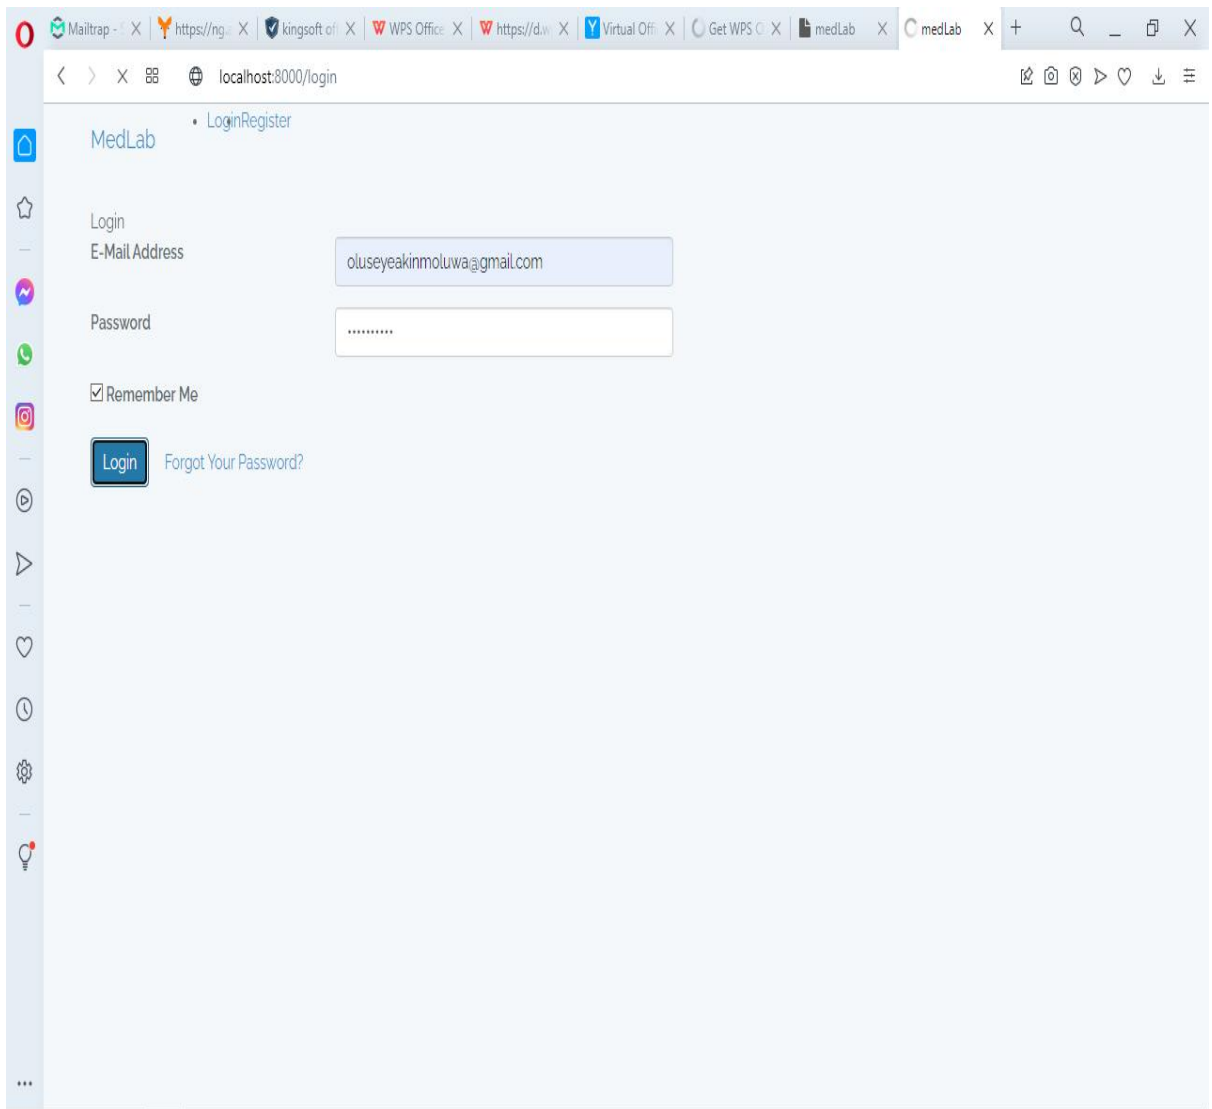 Mailtrap - S https://ng. kingsoft of WPS Office https://d.w Virtual Offi Get WPS O medLab medLab
localhost:8000/login
LoginRegister
MedLab
Login
E-Mail Address
oluseyeakinmoluwa@gmail.com
Password
Remember Me
Login Forgot Your Password?